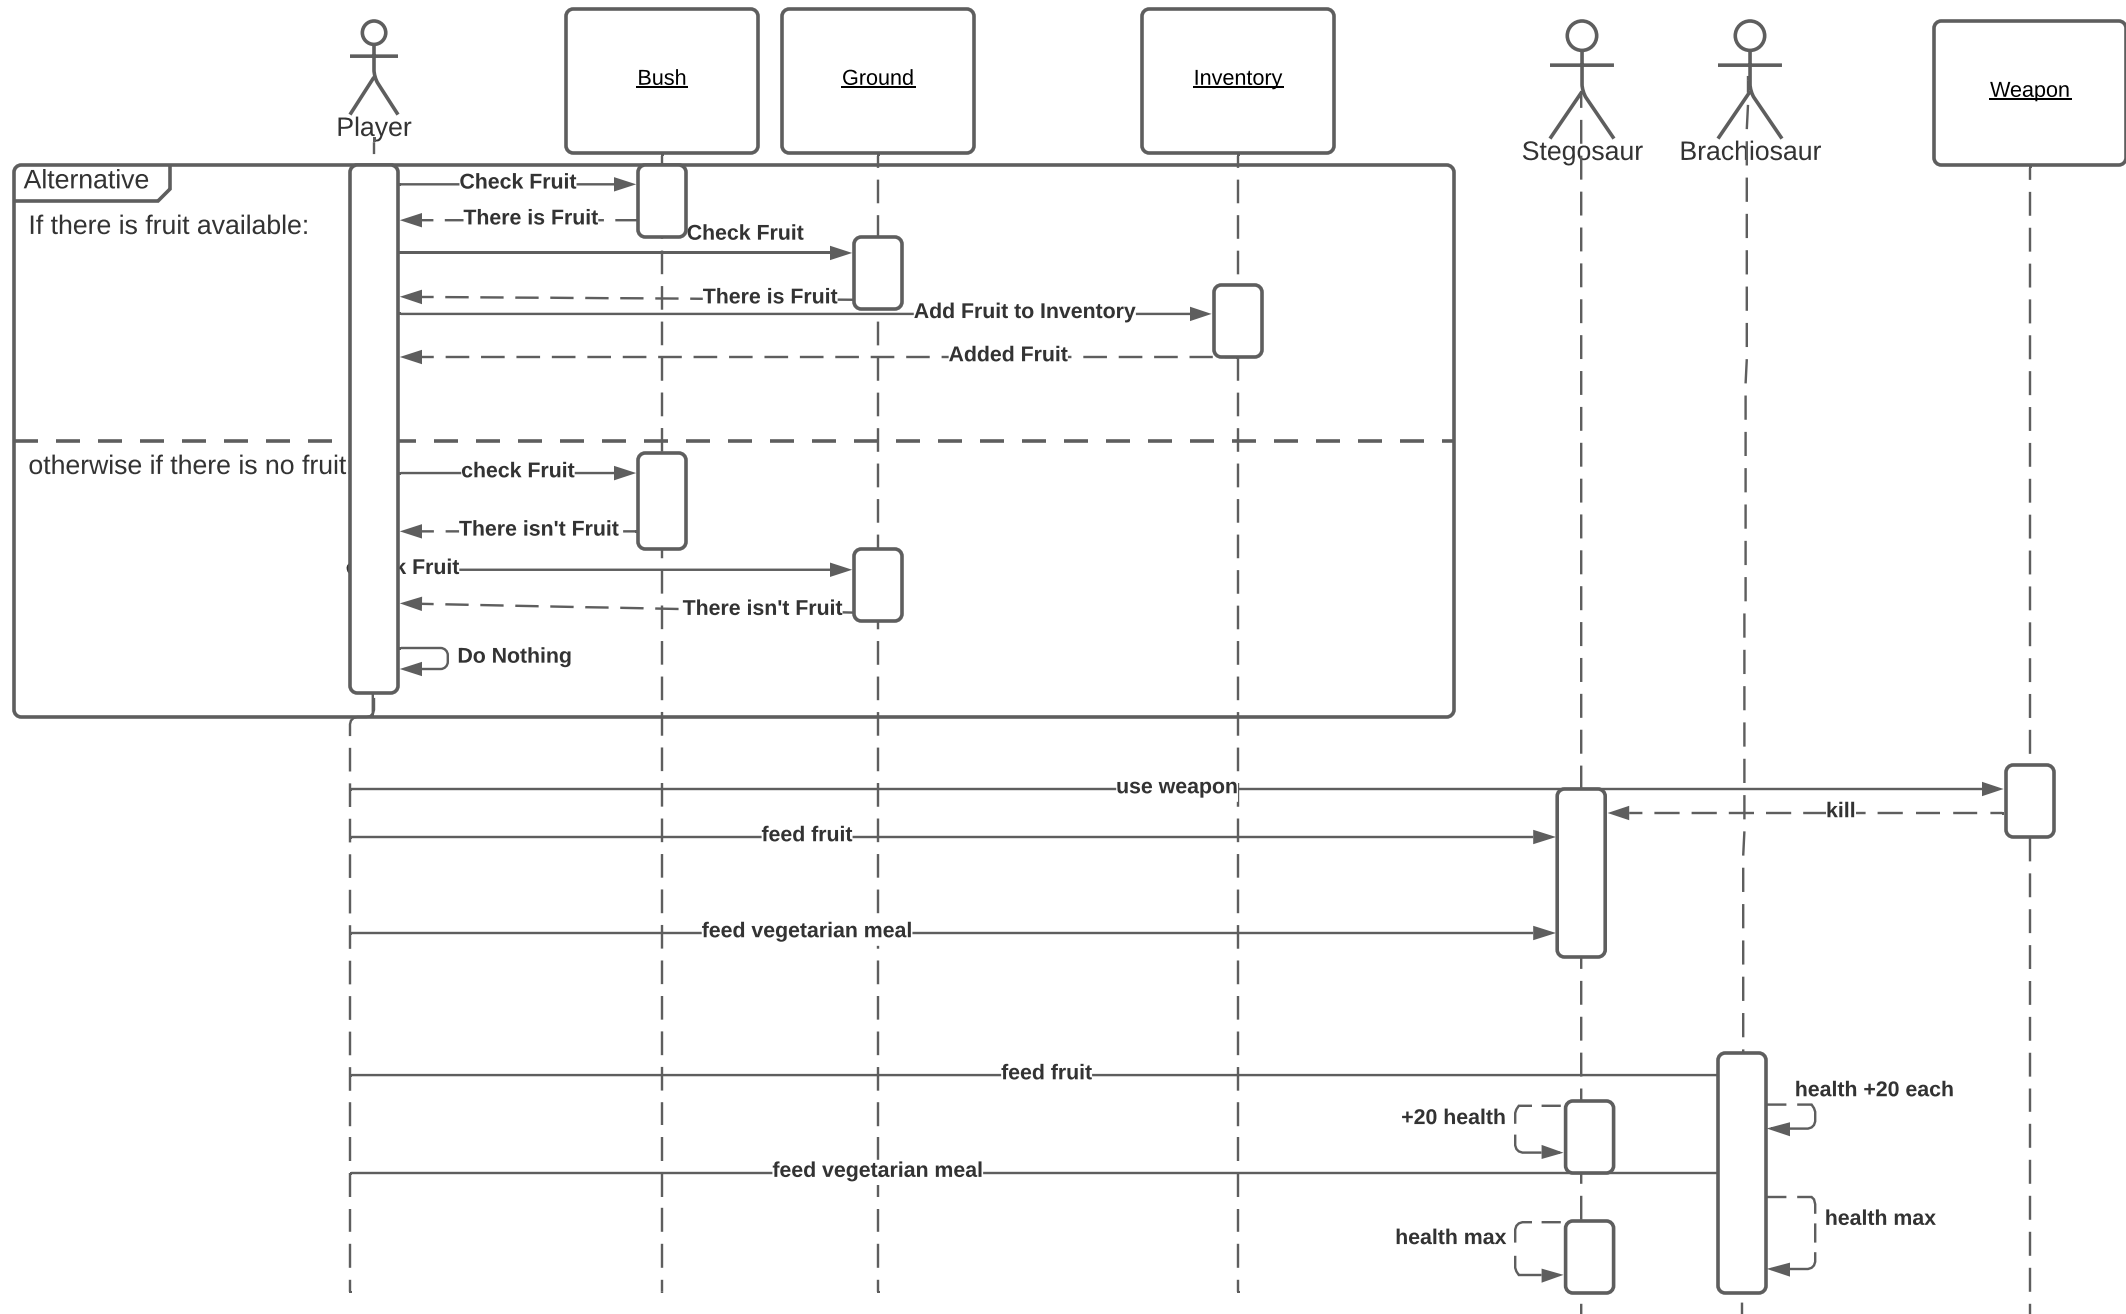 Player
Bush
Ground
Inventory
Stegosaur
Brachiosaur
Weapon
Alternative
If there is fruit available:
Check Fruit
There is Fruit
Check Fruit
There is Fruit
Add Fruit to Inventory
Added Fruit
otherwise if there is no fruit
check Fruit
There isn't Fruit
k Fruit
There isn't Fruit
Do Nothing
use weapon
kill
feed fruit
feed vegetarian meal
feed fruit
health +20 each
+20 health
feed vegetarian meal
health max
health max